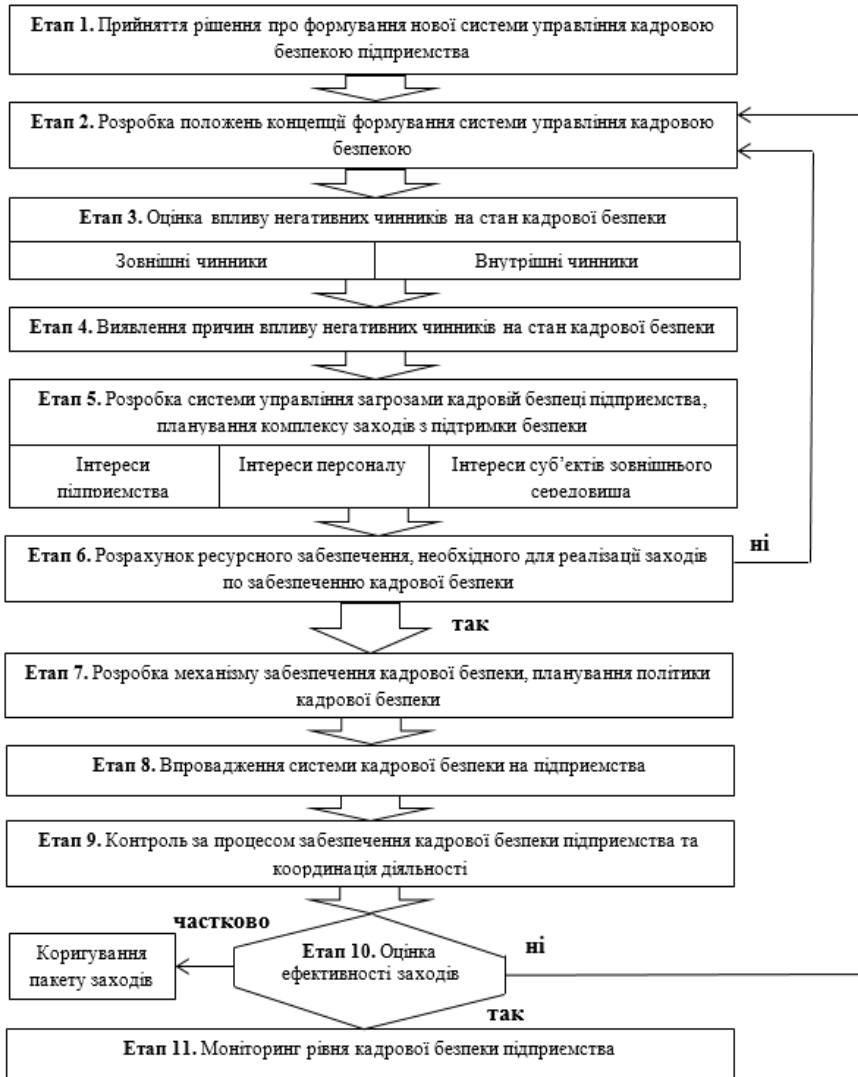 Етап 1. Прийняття рішення про формування нової системи управління кадровою
безпекою підприємства
Етап 2. Розробка положень концепції формування системи управління кадровою
безпекою
Етап 3. Оцінка впливу негативних чинників на стан кадрової безпеки
Зовнішні чинники
Внутрішні чинники
Етап 4. Виявлення причин впливу негативних чинників на стан кадрової безпеки
Етап 5. Розробка системи управління загрозами кадровій безпеці підприємства,
планування комплексу заходів з підтримки безпеки
Інтереси
підприємства
Інтереси персоналу
Інтереси суб’єктів зовнішнього
середовища
Етап 6. Розрахунок ресурсного забезпечення, необхідного для реалізації заходів
по забезпеченню кадрової безпеки
ні
так
Етап 7. Розробка механізму забезпечення кадрової безпеки, планування політики
кадрової безпеки
Етап 8. Впровадження системи кадрової безпеки на підприємства
Етап 9. Контроль за процесом забезпечення кадрової безпеки підприємства та
координація діяльності
частково
Коригування
пакету заходів
Етап 10. Оцінка
ефективності заходів
ні
так
Етап 11. Моніторинг рівня кадрової безпеки підприємства